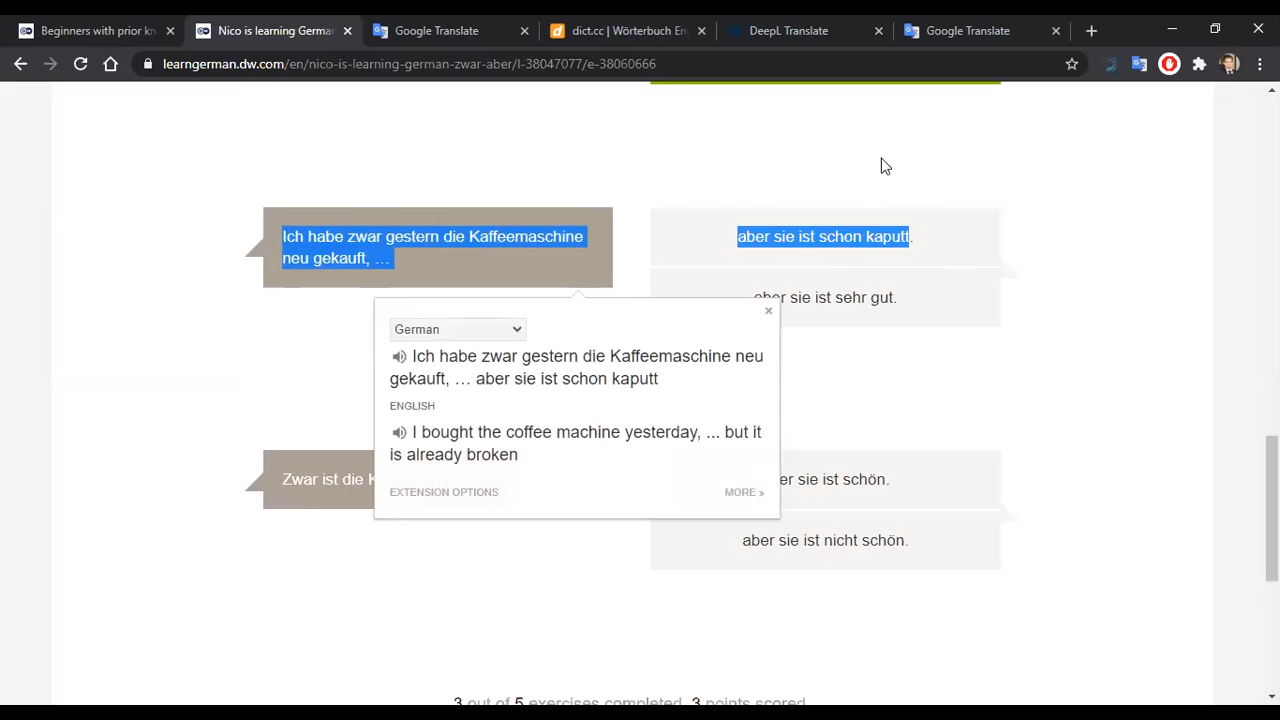 Beginners with prior kn
Nico is learning Germa
Google Translate
dict.cc | Wörterbuch En
DeepL Translate
Google Translate
learngerman.dw.com/en/nico-is-learning-german-zwar-aber/l-38047077/e-38060666
Ich habe zwar gestern die Kaffeemaschine
neu gekauft, …
aber sie ist schon kaputt.
aber sie ist sehr gut.
German
Ich habe zwar gestern die Kaffeemaschine neu
gekauft, … aber sie ist schon kaputt
ENGLISH
I bought the coffee machine yesterday, ... but it
is already broken
EXTENSION OPTIONS
MORE »
Zwar ist die K
er sie ist schön.
aber sie ist nicht schön.
3 out of 5 exercises completed, 3 points scored